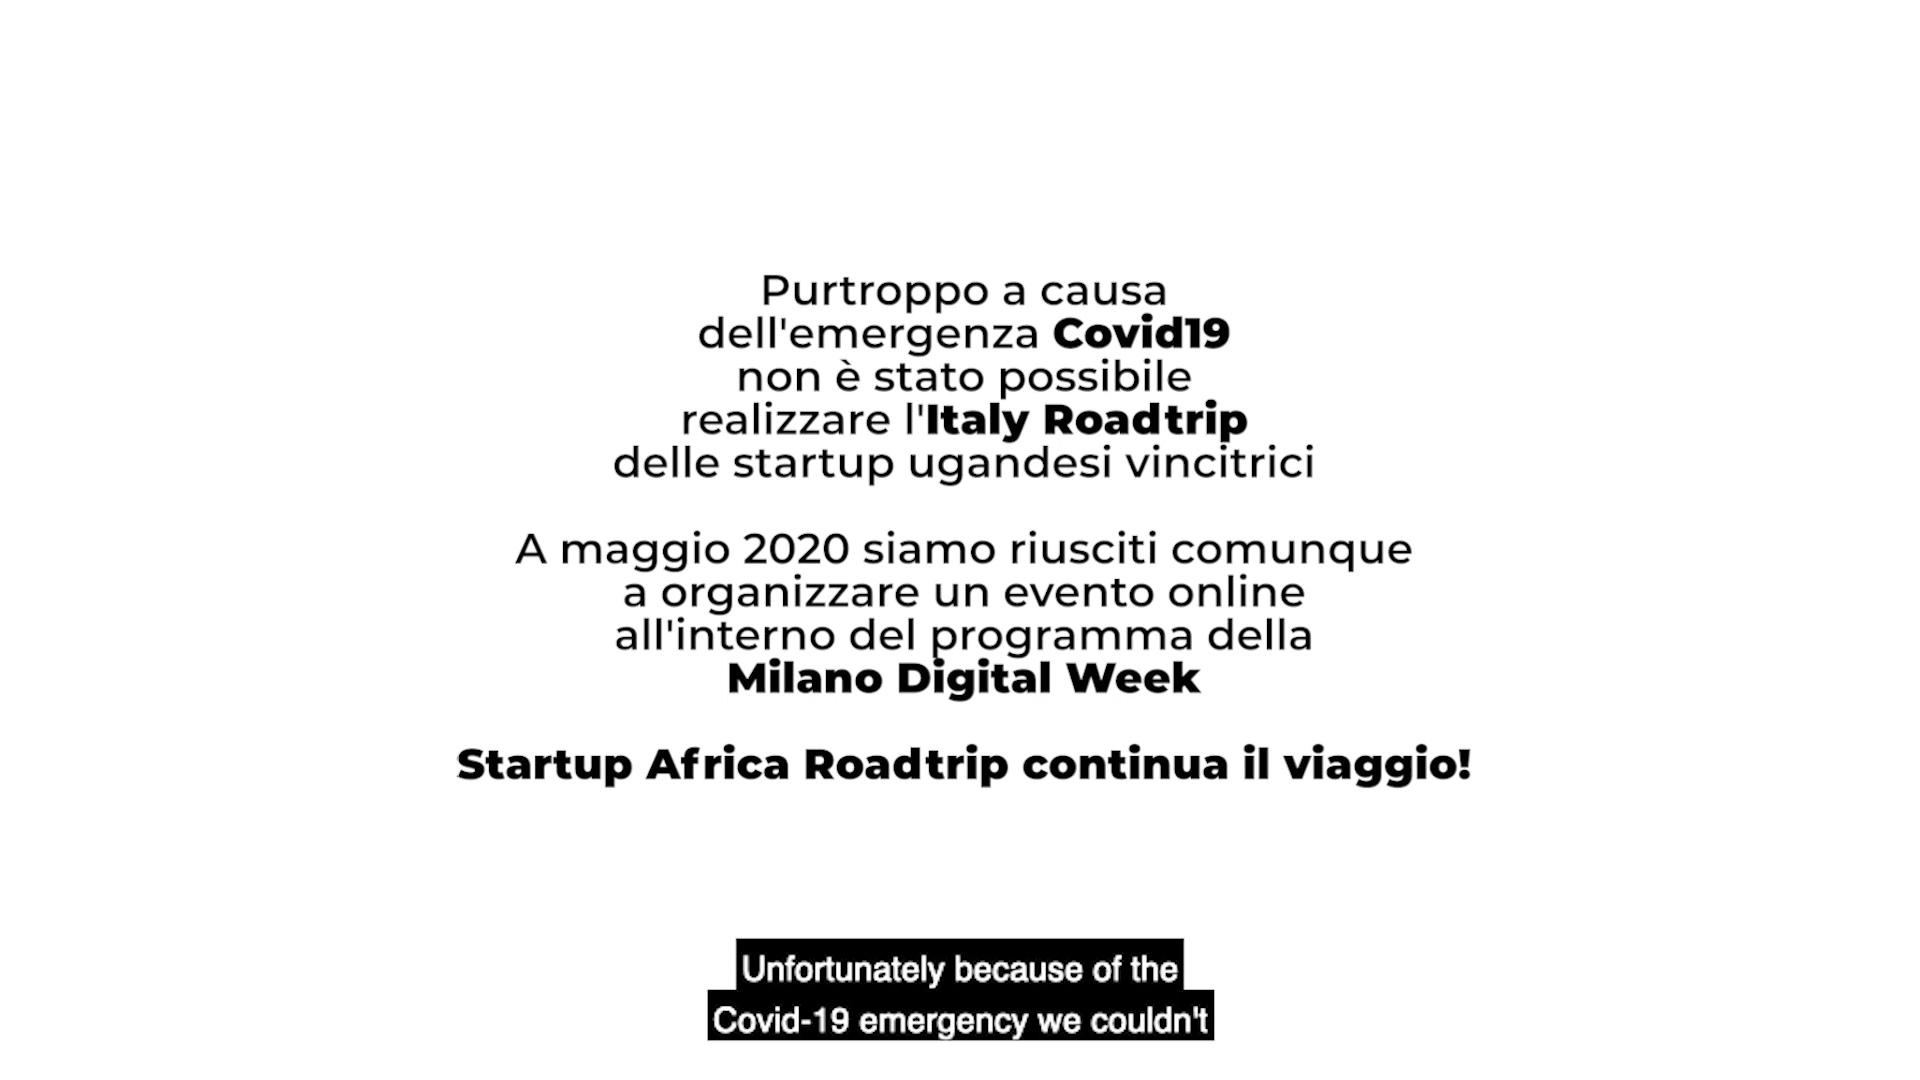 Purtroppo a causa
dell'emergenza Covid19
non è stato possibile
realizzare l'Italy Roadtrip
delle startup ugandesi vincitrici
A maggio 2020 siamo riusciti comunque
a organizzare un evento online
all'interno del programma della
Milano Digital Week
Startup Africa Roadtrip continua il viaggio!
Unfortunately because of the
Covid-19 emergency we couldn't